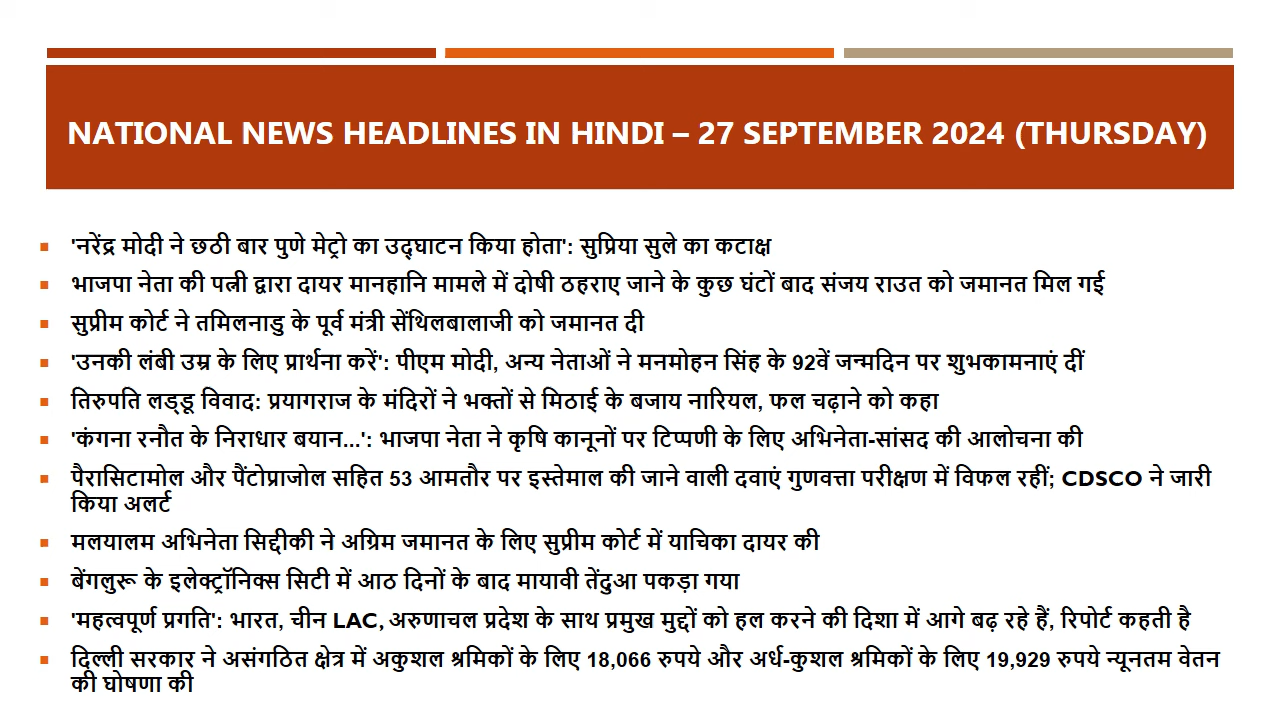 NATIONAL NEWS HEADLINES IN HINDI – 27 SEPTEMBER 2024 (THURSDAY)
'नरेंद्र मोदी ने छठी बार पुणे मेट्रो का उद्घाटन किया होता': सुप्रिया सुले का कटाक्ष
भाजपा नेता की पत्नी द्वारा दायर मानहानि मामले में दोषी ठहराए जाने के कुछ घंटों बाद संजय राउत को जमानत मिल गई
सुप्रीम कोर्ट ने तमिलनाडु के पूर्व मंत्री सेंथिलबालाजी को जमानत दी
'उनकी लंबी उम्र के लिए प्रार्थना करें': पीएम मोदी, अन्य नेताओं ने मनमोहन सिंह के 92वें जन्मदिन पर शुभकामनाएं दीं
तिरुपति लड्डू विवाद: प्रयागराज के मंदिरों ने भक्तों से मिठाई के बजाय नारियल, फल चढ़ाने को कहा
'कंगना रनौत के निराधार बयान...': भाजपा नेता ने कृषि कानूनों पर टिप्पणी के लिए अभिनेता-सांसद की आलोचना की
पैरासिटामोल और पैंटोप्राजोल सहित 53 आमतौर पर इस्तेमाल की जाने वाली दवाएं गुणवत्ता परीक्षण में विफल रहीं; CDSCO ने जारी
किया अलर्ट
मलयालम अभिनेता सिद्दीकी ने अग्रिम जमानत के लिए सुप्रीम कोर्ट में याचिका दायर की
बेंगलुरू के इलेक्ट्रॉनिक्स सिटी में आठ दिनों के बाद मायावी तेंदुआ पकड़ा गया
'महत्वपूर्ण प्रगति': भारत, चीन LAC, अरुणाचल प्रदेश के साथ प्रमुख मुद्दों को हल करने की दिशा में आगे बढ़ रहे हैं, रिपोर्ट कहती है
दिल्ली सरकार ने असंगठित क्षेत्र में अकुशल श्रमिकों के लिए 18,066 रुपये और अर्ध-कुशल श्रमिकों के लिए 19,929 रुपये न्यूनतम वेतन
की घोषणा की